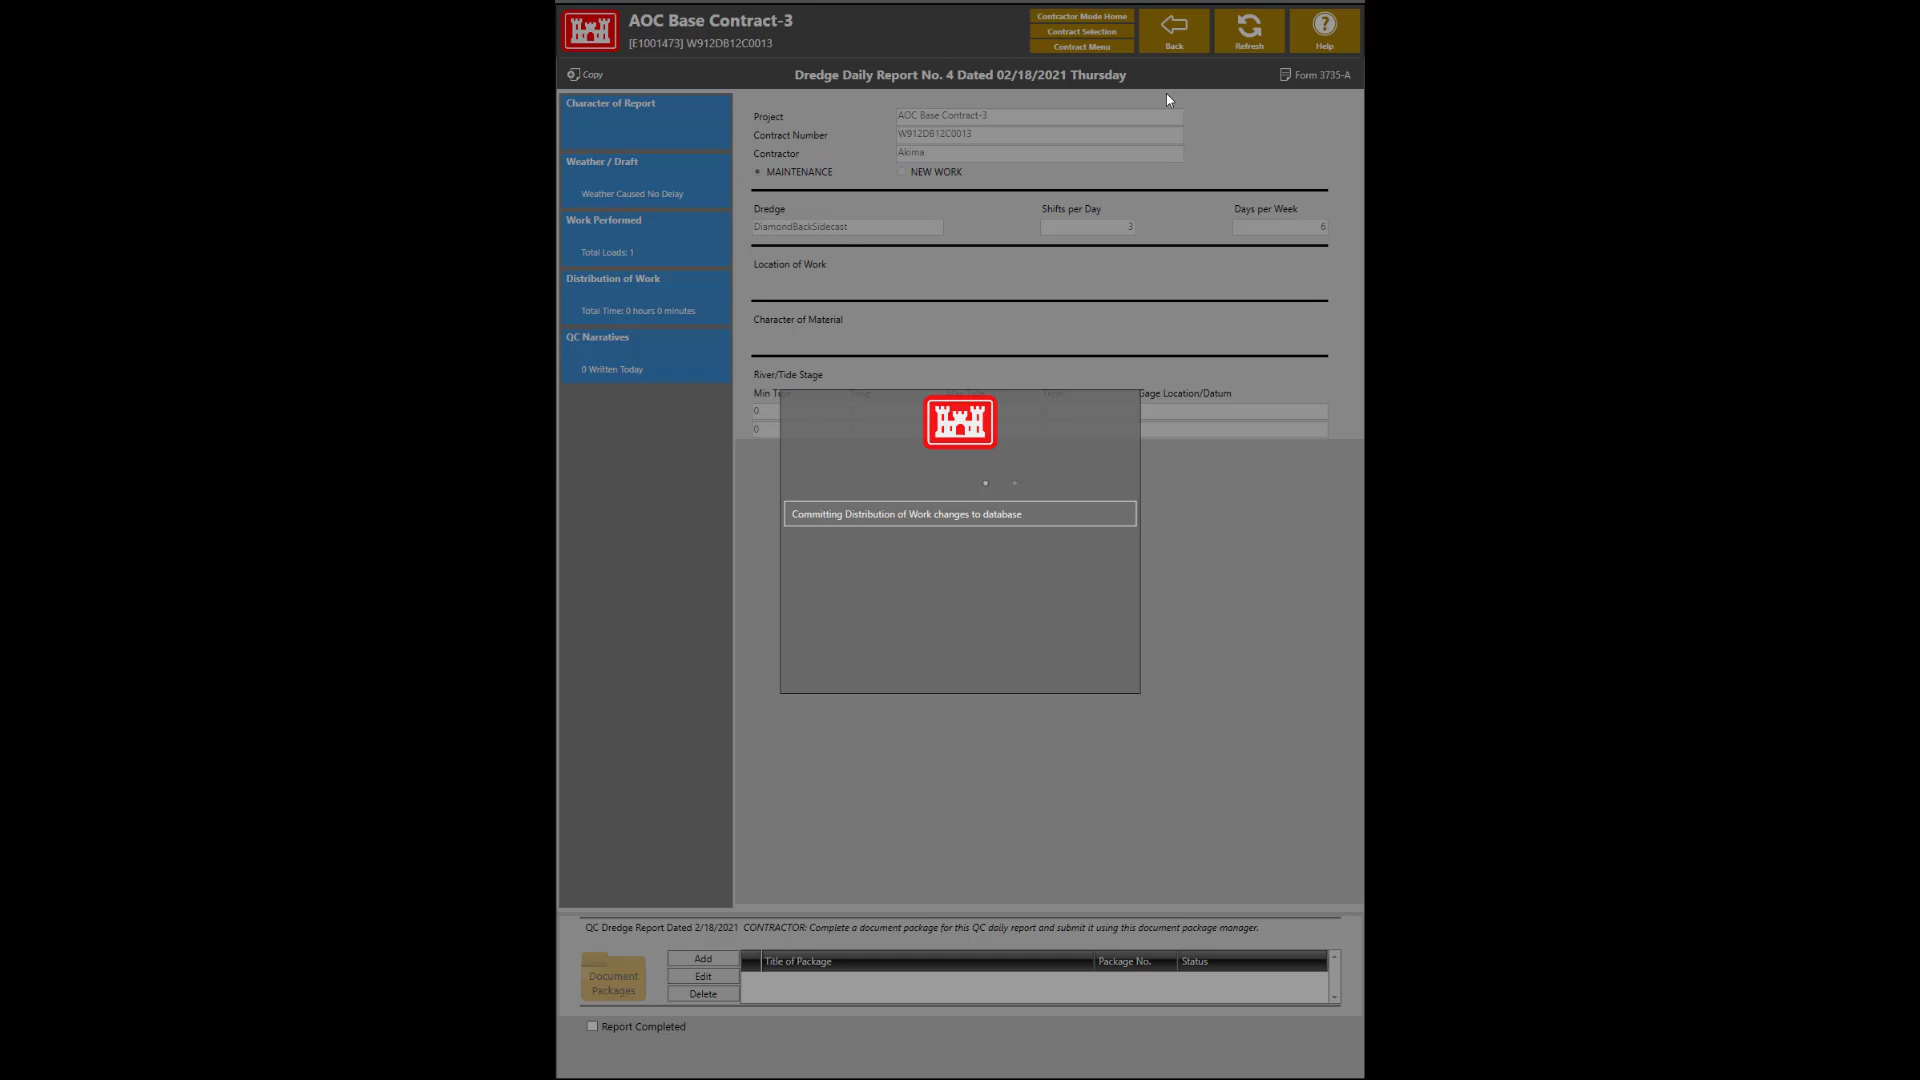 AOC Base Contract-3
[E1001473] W912DB12C0013
Contractor Mode Home
Contract Selection
Contract Menu
Back
Refresh
Help
Copy
Dredge Daily Report No. 4 Dated 02/18/2021 Thursday
Form 3735-A
Character of Report
Weather / Draft
Weather Caused No Delay
Work Performed
Total Loads: 1
Distribution of Work
Total Time: 0 hours 0 minutes
QC Narratives
0 Written Today
Project AOC Base Contract-3
Contract Number W912DB12C0013
Contractor Akima
MAINTENANCE NEW WORK
Dredge Shifts per Day Days per Week
DiamondBackSidecast 3 6
Location of Work
Character of Material
River/Tide Stage
Gage Location/Datum
0
0
Committing Distribution of Work changes to database
QC Dredge Report Dated 2/18/2021 CONTRACTOR: Complete a document package for this QC daily report and submit it using this document package manager.
Document
Packages
Add
Edit
Delete
Title of Package Package No. Status
Report Completed